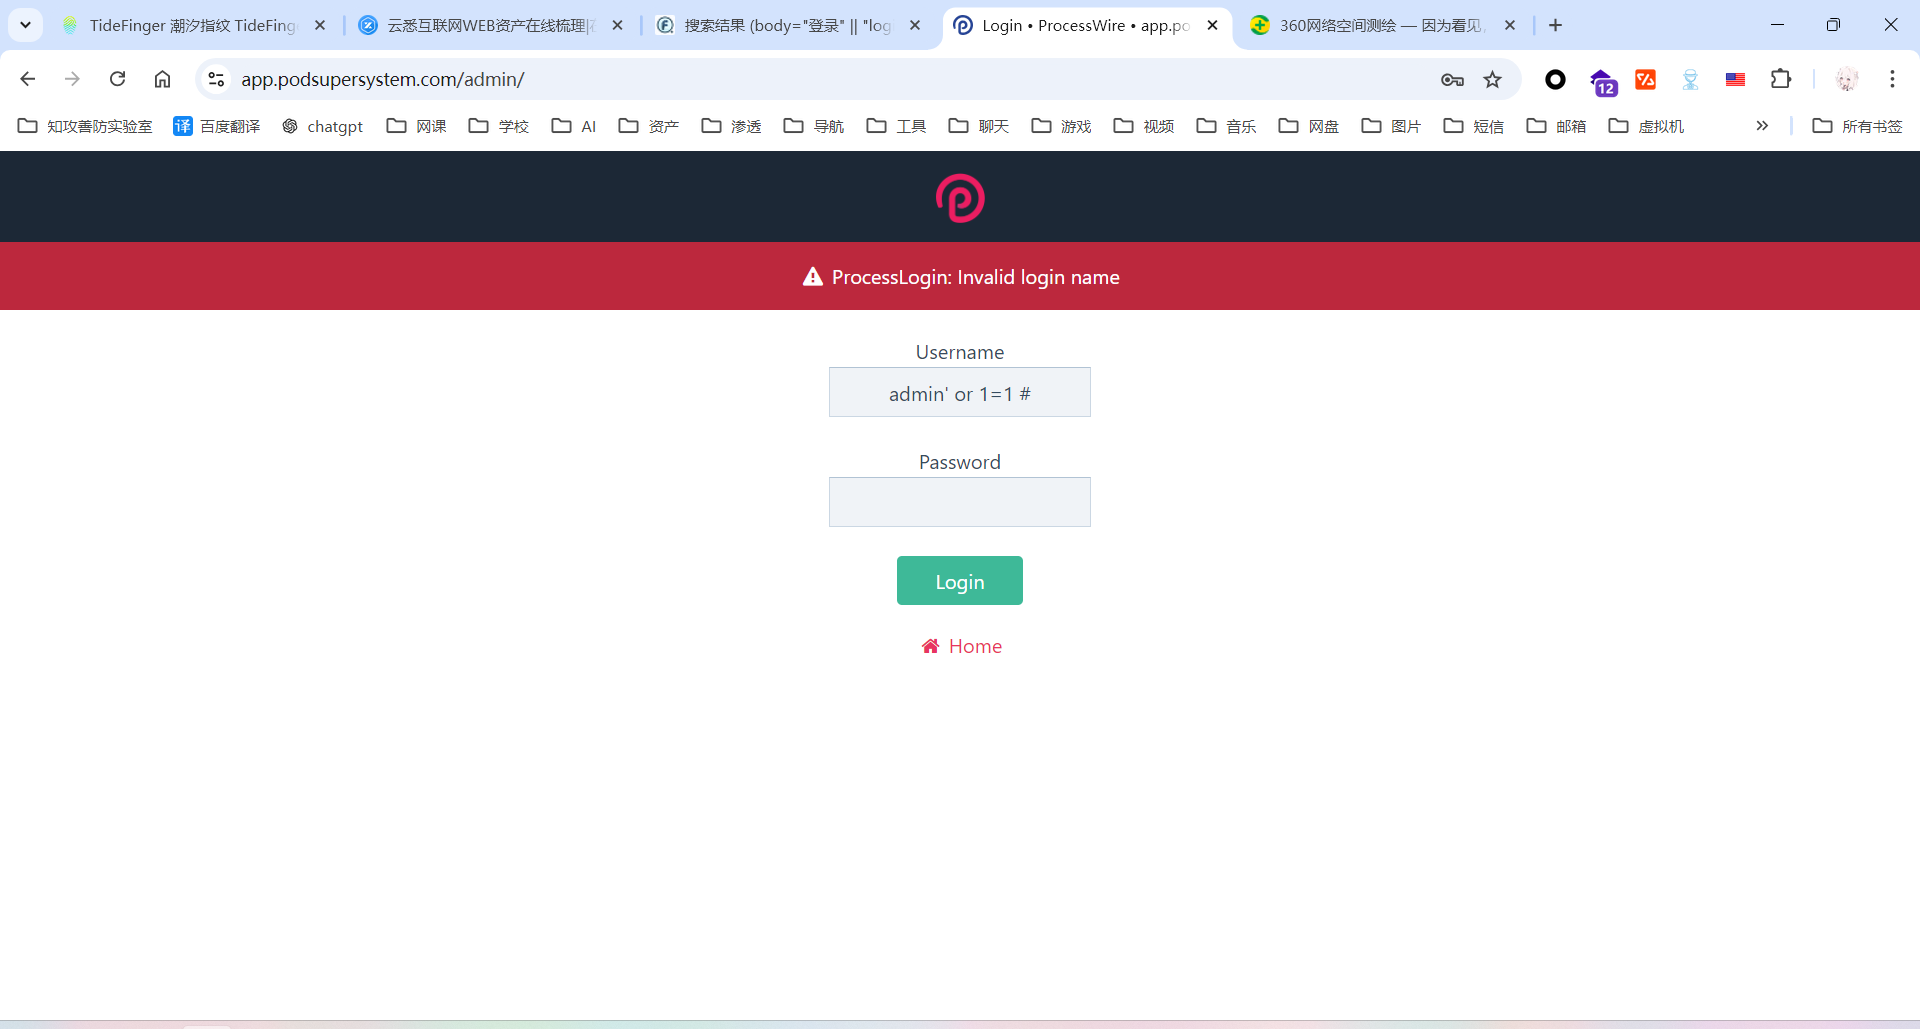 TideFinger 潮汐指纹 TideFing
云悉互联网WEB资产在线梳理|
搜索结果 (body="登录" || "log
Login • ProcessWire • app.po
360网络空间测绘 — 因为看见,
app.podsupersystem.com/admin/
12
知攻善防实验室
译 百度翻译
chatgpt
网课
学校
AI
资产
渗透
导航
工具
聊天
游戏
视频
音乐
网盘
图片
短信
邮箱
虚拟机
»
所有书签
ProcessLogin: Invalid login name
Username
admin' or 1=1 #
Password
Login
Home